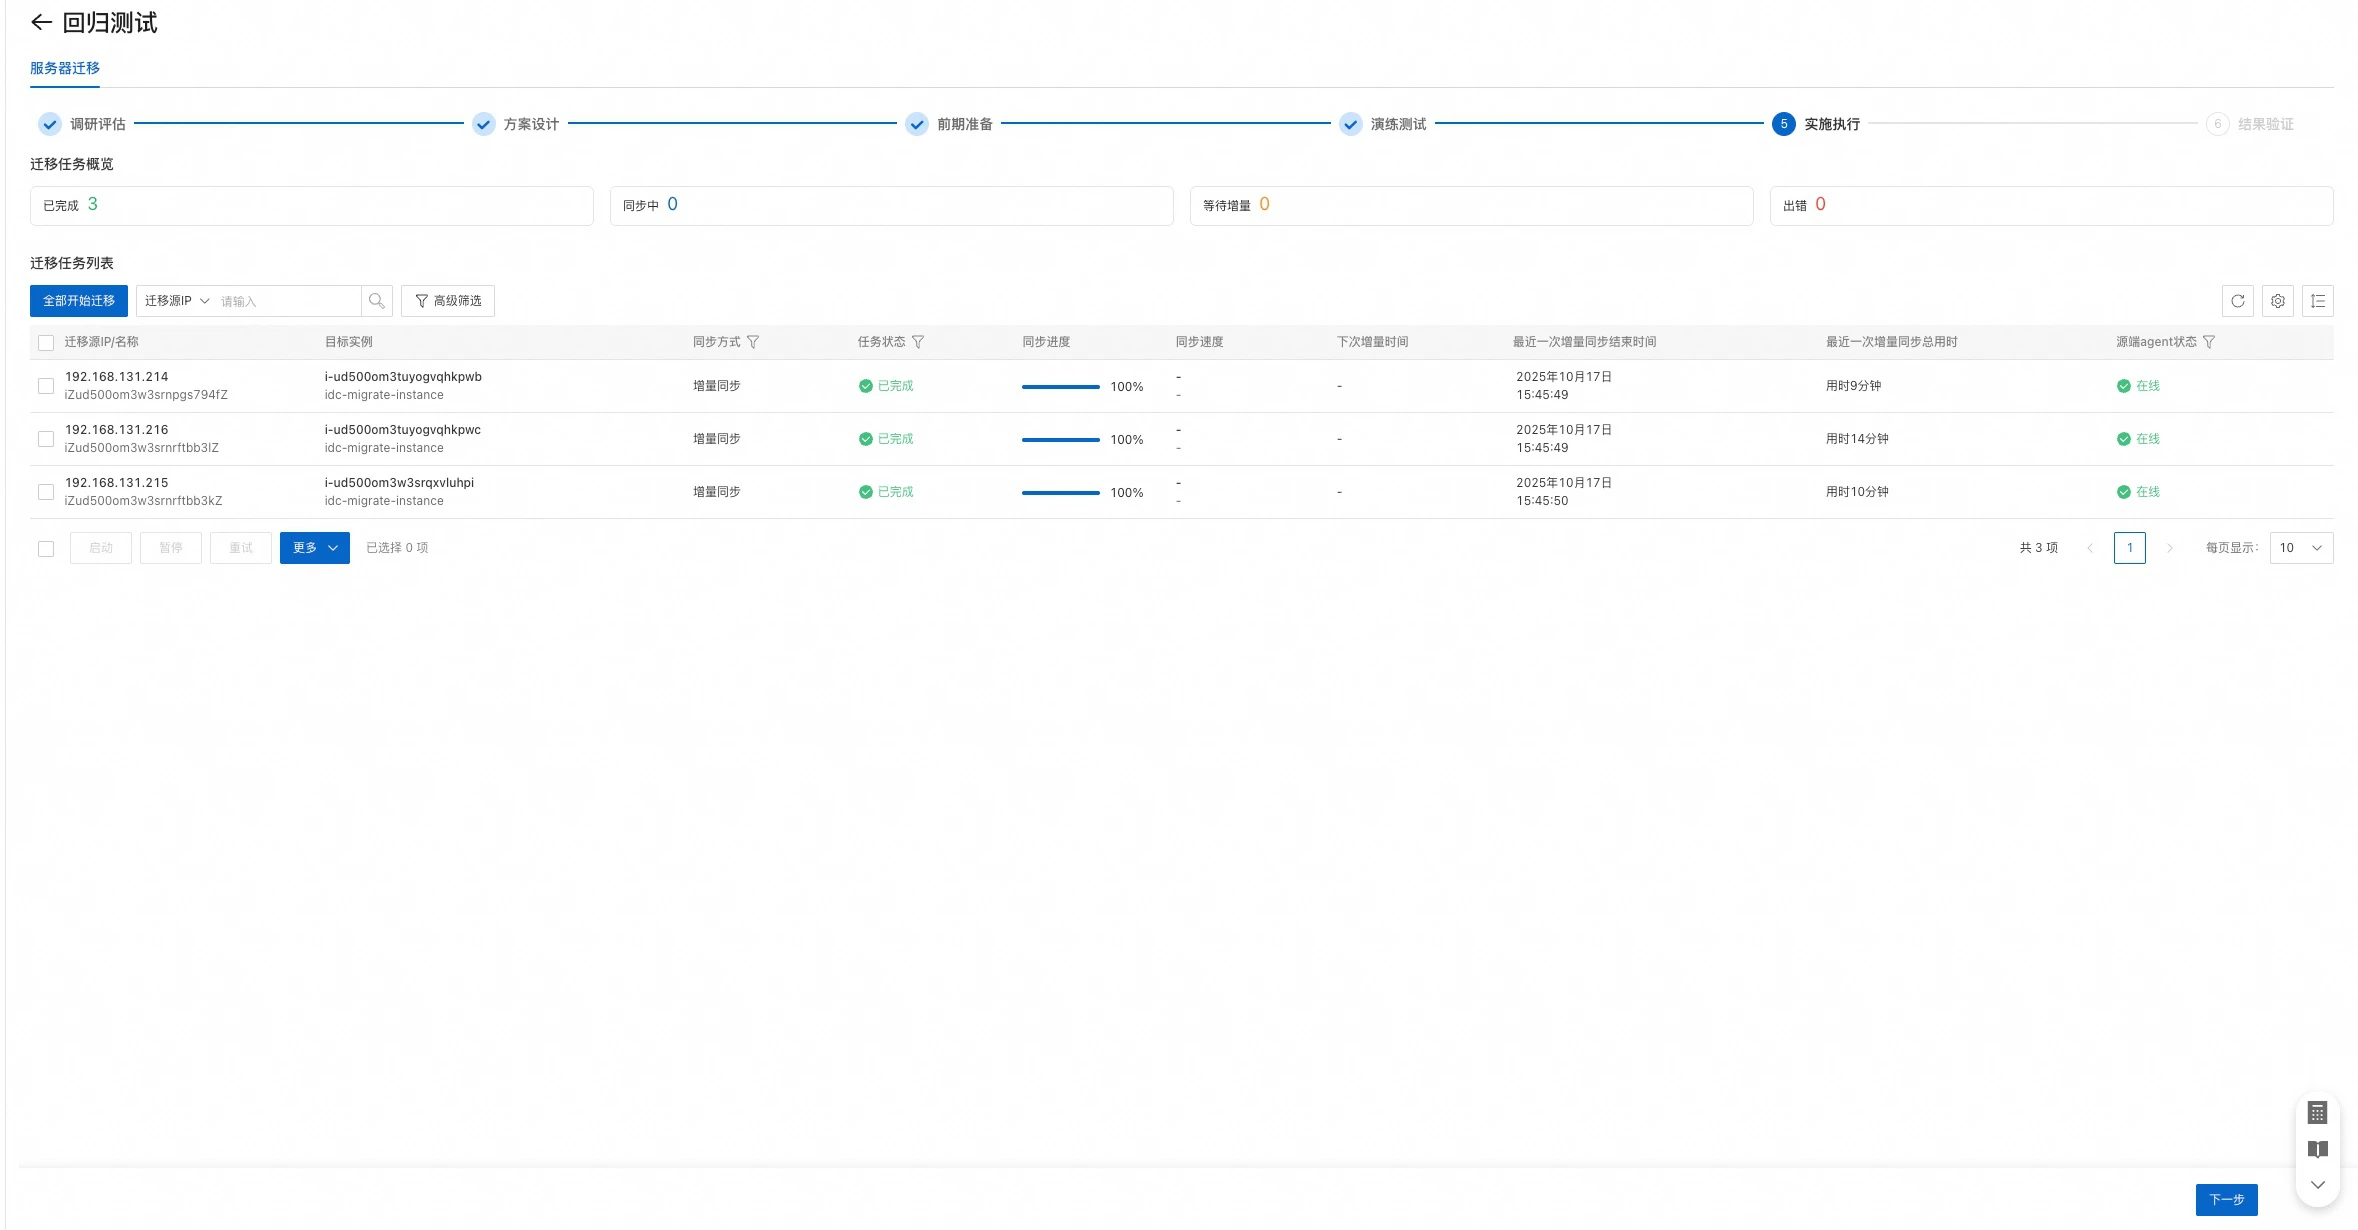 回归测试
服务器迁移
调研评估 方案设计 前期准备 演练测试 5 实施执行 6 结果验证
迁移任务概览
已完成 3 同步中 0 等待增量 0 出错 0
迁移任务列表
全部开始迁移 迁移源IP 请输入 高级筛选
迁移源IP/名称 目标实例 同步方式 任务状态 同步进度 同步速度 下次增量时间 最近一次增量同步结束时间 最近一次增量同步总用时 源端agent状态
192.168.131.214 i-ud500om3tuyogvqhkpwb 增量同步 已完成 100% - - 2025年10月17日 用时9分钟 在线
iZud500om3w3srnpgs794fZ idc-migrate-instance - 15:45:49
192.168.131.216 i-ud500om3tuyogvqhkpwc 增量同步 已完成 100% - - 2025年10月17日 用时14分钟 在线
iZud500om3w3srnrftbb3lZ idc-migrate-instance - 15:45:49
192.168.131.215 i-ud500om3w3srqxvluhpi 增量同步 已完成 100% - - 2025年10月17日 用时10分钟 在线
iZud500om3w3srnrftbb3kZ idc-migrate-instance - 15:45:50
启动 暂停 重试 更多 已选择 0 项 共 3 项 1 每页显示: 10
下一步